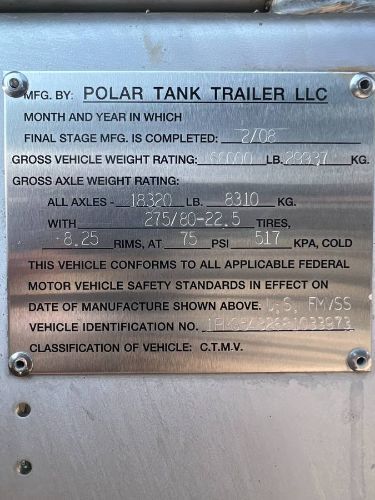 MFG. BY: POLAR TANK TRAILER LLC
MONTH AND YEAR IN WHICH
FINAL STAGE MFG. IS COMPLETED: 2/08
GROSS VEHICLE WEIGHT RATING: LB. 29937 KG.
GROSS AXLE WEIGHT RATING:
ALL AXLES - 18320 LB. 8310 KG.
WITH 275/80-22.5 TIRES,
8.25 RIMS, AT 75 PSI 517 KPA, COLD
THIS VEHICLE CONFORMS TO ALL APPLICABLE FEDERAL
MOTOR VEHICLE SAFETY STANDARDS IN EFFECT ON
DATE OF MANUFACTURE SHOWN ABOVE. U.S. FM/SS
VEHICLE IDENTIFICATION NO.
CLASSIFICATION OF VEHICLE: C.T.M.V.